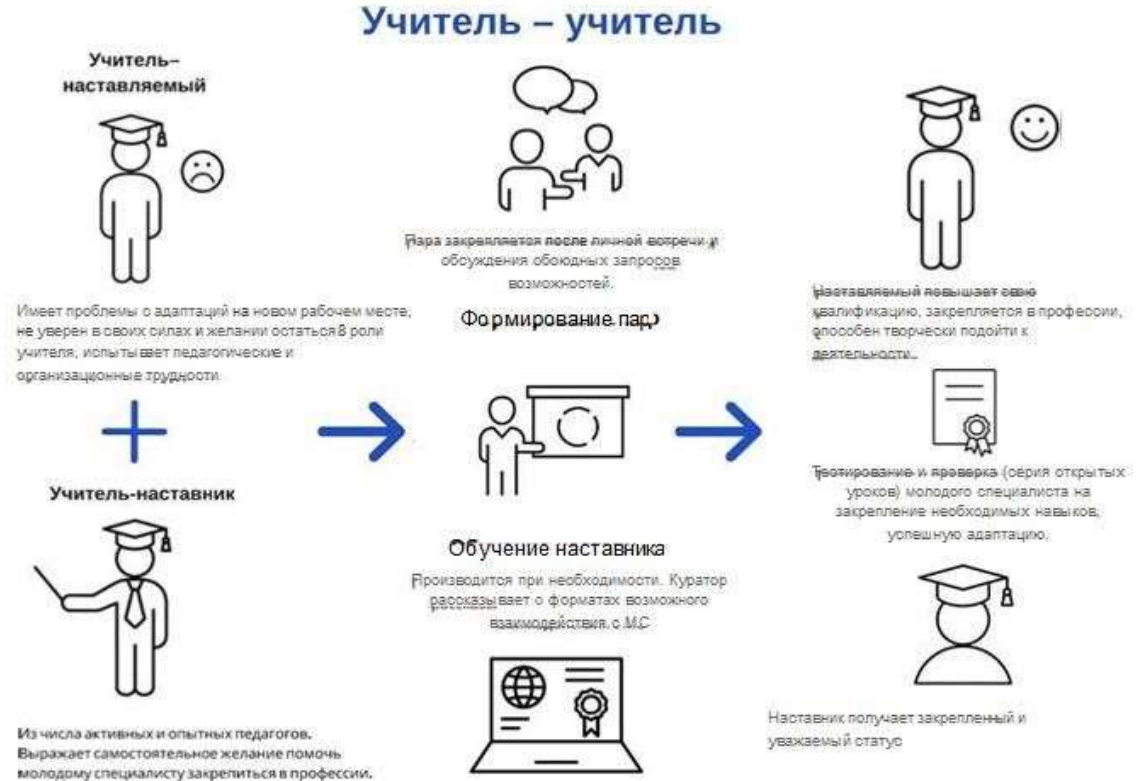 Учитель – учитель
Учитель–
наставляемый
Имеет проблемы с адаптаций на новом рабочем месте,
не уверен в своих силах и желании остаться8 роли
учителя, испытывает педагогические и
организационные трудности
Учитель-наставник
Из числа активных и опытных педагогов.
Выражает самостоятельное желание помочь
молодому специалисту закрепиться в профессии.
Пара закрепляется после личной встречи и
обсуждения обоюдных запросов
возможностей.
Формирование пар
Обучение наставника
Производится при необходимости. Куратор
рассказывает о форматах возможного
взаимодействия с МС
Наставляемый повышает свою
квалификацию, закрепляется в профессии,
способен творчески подойти к
деятельности.
Тестирование и проверка (серия открытых
уроков) молодого специалиста на
закрепление необходимых навыков,
успешную адаптацию.
Наставник получает закрепленный и
уважаемый статус